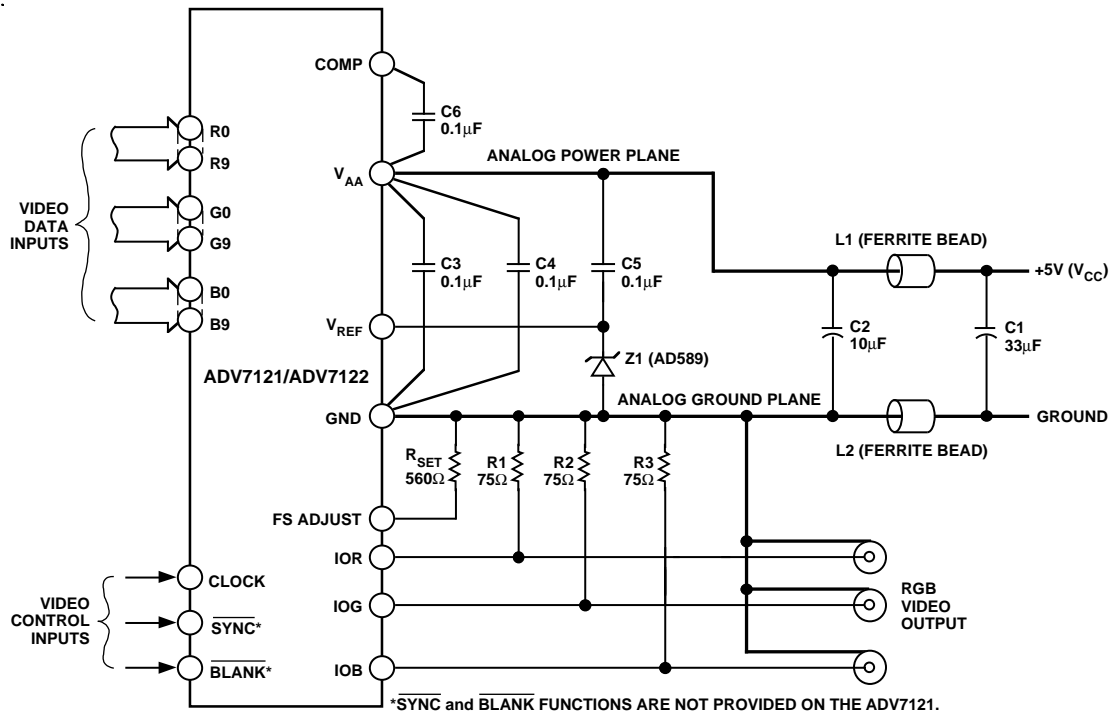 COMP
C6
0.1μF
R0
R9
V_AA
ANALOG POWER PLANE
VIDEO
DATA
INPUTS
G0
G9
L1 (FERRITE BEAD)
C3
0.1μF
C4
0.1μF
C5
0.1μF
+5V (V_CC)
B0
B9
V_REF
C2
10μF
C1
33μF
Z1 (AD589)
ADV7121/ADV7122
ANALOG GROUND PLANE
GND
GROUND
R_SET
560Ω
R1
75Ω
R2
75Ω
R3
75Ω
L2 (FERRITE BEAD)
FS ADJUST
IOR
CLOCK
VIDEO
CONTROL
INPUTS
IOG
RGB
VIDEO
OUTPUT
S̅Y̅N̅C̅*
B̅L̅A̅N̅K̅*
IOB
*S̅Y̅N̅C̅ and B̅L̅A̅N̅K̅ FUNCTIONS ARE NOT PROVIDED ON THE ADV7121.